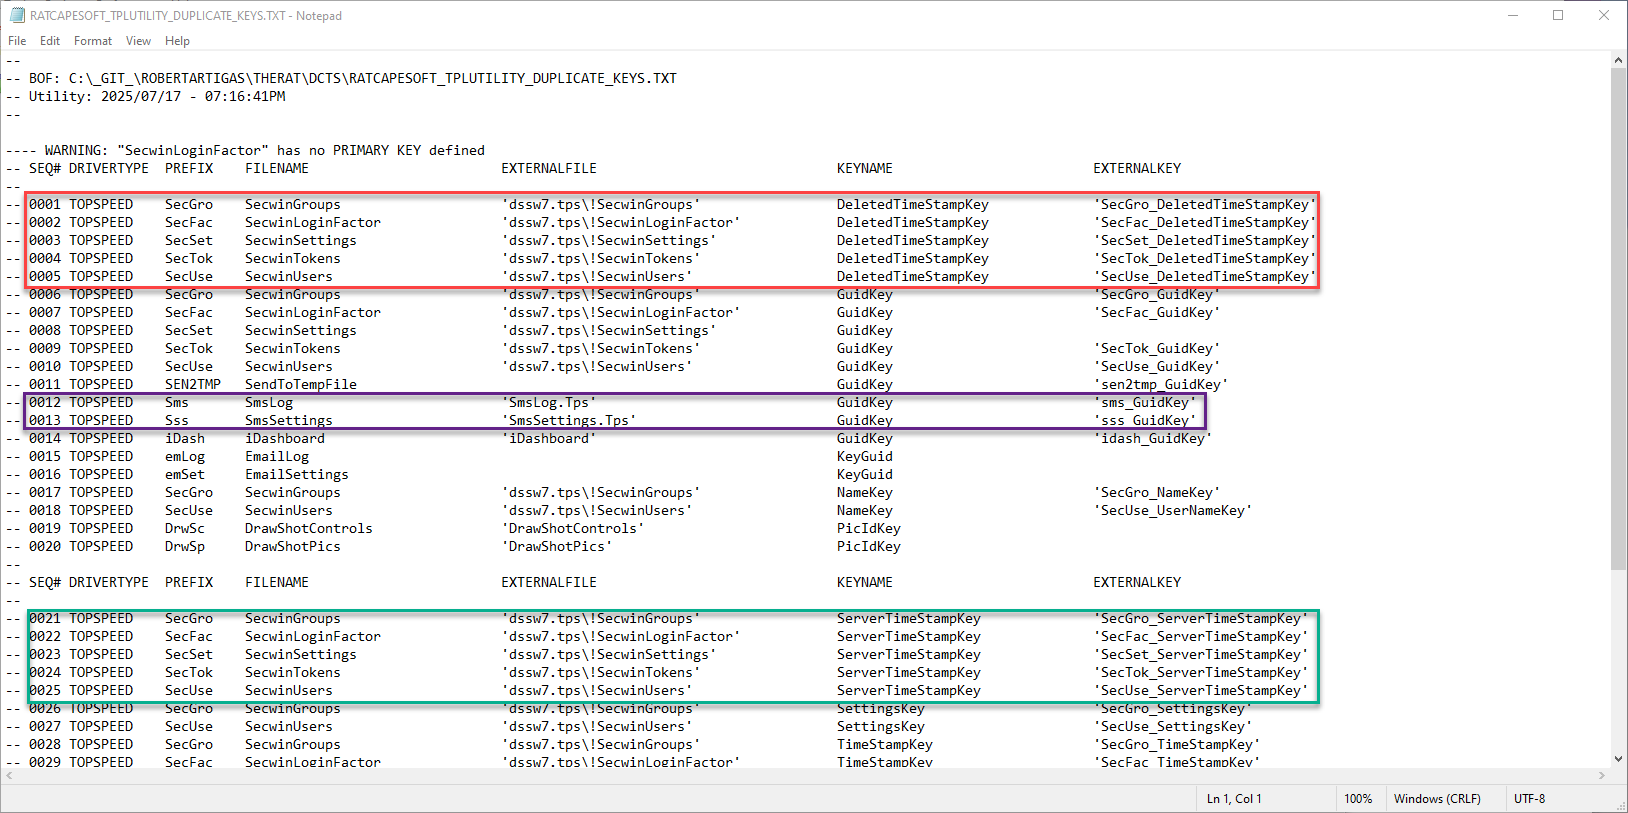 RATCAPESOFT_TPLUTILITY_DUPLICATE_KEYS.TXT - Notepad
File Edit Format View Help
--
-- BOF: C:\_GIT_\ROBERTARTIGAS\THERAT\DCTS\RATCAPESOFT_TPLUTILITY_DUPLICATE_KEYS.TXT
-- Utility: 2025/07/17 - 07:16:41PM
--
---- WARNING: "SecwinLoginFactor" has no PRIMARY KEY defined
-- SEQ# DRIVERTYPE PREFIX FILENAME EXTERNALFILE KEYNAME EXTERNALKEY
--
-- 0001 TOPSPEED SecGro SecwinGroups 'dssw7.tps\!SecwinGroups' DeletedTimeStampKey 'SecGro_DeletedTimeStampKey'
-- 0002 TOPSPEED SecFac SecwinLoginFactor 'dssw7.tps\!SecwinLoginFactor' DeletedTimeStampKey 'SecFac_DeletedTimeStampKey'
-- 0003 TOPSPEED SecSet SecwinSettings 'dssw7.tps\!SecwinSettings' DeletedTimeStampKey 'SecSet_DeletedTimeStampKey'
-- 0004 TOPSPEED SecTok SecwinTokens 'dssw7.tps\!SecwinTokens' DeletedTimeStampKey 'SecTok_DeletedTimeStampKey'
-- 0005 TOPSPEED SecUse SecwinUsers 'dssw7.tps\!SecwinUsers' DeletedTimeStampKey 'SecUse_DeletedTimeStampKey'
-- 0006 TOPSPEED SecGro SecwinGroups 'dssw7.tps\!SecwinGroups' GuidKey 'SecGro_GuidKey'
-- 0007 TOPSPEED SecFac SecwinLoginFactor 'dssw7.tps\!SecwinLoginFactor' GuidKey 'SecFac_GuidKey'
-- 0008 TOPSPEED SecSet SecwinSettings 'dssw7.tps\!SecwinSettings' GuidKey
-- 0009 TOPSPEED SecTok SecwinTokens 'dssw7.tps\!SecwinTokens' GuidKey 'SecTok_GuidKey'
-- 0010 TOPSPEED SecUse SecwinUsers 'dssw7.tps\!SecwinUsers' GuidKey 'SecUse_GuidKey'
-- 0011 TOPSPEED SEN2TMP SendToTempFile GuidKey 'sen2tmp_GuidKey'
-- 0012 TOPSPEED Sms SmsLog 'SmsLog.Tps' GuidKey 'sms_GuidKey'
-- 0013 TOPSPEED Sss SmsSettings 'SmsSettings.Tps' GuidKey 'sss_GuidKey'
-- 0014 TOPSPEED iDash iDashboard 'iDashboard' GuidKey 'idash_GuidKey'
-- 0015 TOPSPEED emLog EmailLog KeyGuid
-- 0016 TOPSPEED emSet EmailSettings KeyGuid
-- 0017 TOPSPEED SecGro SecwinGroups 'dssw7.tps\!SecwinGroups' NameKey 'SecGro_NameKey'
-- 0018 TOPSPEED SecUse SecwinUsers 'dssw7.tps\!SecwinUsers' NameKey 'SecUse_UserNameKey'
-- 0019 TOPSPEED DrwSc DrawShotControls 'DrawShotControls' PicIdKey
-- 0020 TOPSPEED DrwSp DrawShotPics 'DrawShotPics' PicIdKey
--
-- SEQ# DRIVERTYPE PREFIX FILENAME EXTERNALFILE KEYNAME EXTERNALKEY
--
-- 0021 TOPSPEED SecGro SecwinGroups 'dssw7.tps\!SecwinGroups' ServerTimeStampKey 'SecGro_ServerTimeStampKey'
-- 0022 TOPSPEED SecFac SecwinLoginFactor 'dssw7.tps\!SecwinLoginFactor' ServerTimeStampKey 'SecFac_ServerTimeStampKey'
-- 0023 TOPSPEED SecSet SecwinSettings 'dssw7.tps\!SecwinSettings' ServerTimeStampKey 'SecSet_ServerTimeStampKey'
-- 0024 TOPSPEED SecTok SecwinTokens 'dssw7.tps\!SecwinTokens' ServerTimeStampKey 'SecTok_ServerTimeStampKey'
-- 0025 TOPSPEED SecUse SecwinUsers 'dssw7.tps\!SecwinUsers' ServerTimeStampKey 'SecUse_ServerTimeStampKey'
-- 0026 TOPSPEED SecGro SecwinGroups 'dssw7.tps\!SecwinGroups' SettingsKey 'SecGro_SettingsKey'
-- 0027 TOPSPEED SecUse SecwinUsers 'dssw7.tps\!SecwinUsers' SettingsKey 'SecUse_SettingsKey'
-- 0028 TOPSPEED SecGro SecwinGroups 'dssw7.tps\!SecwinGroups' TimeStampKey 'SecGro_TimeStampKey'
-- 0029 TOPSPEED SecFac SecwinLoginFactor 'dssw7.tps\!SecwinLoginFactor' TimeStampKey 'SecFac_TimeStampKey'
Ln 1, Col 1 100% Windows (CRLF) UTF-8